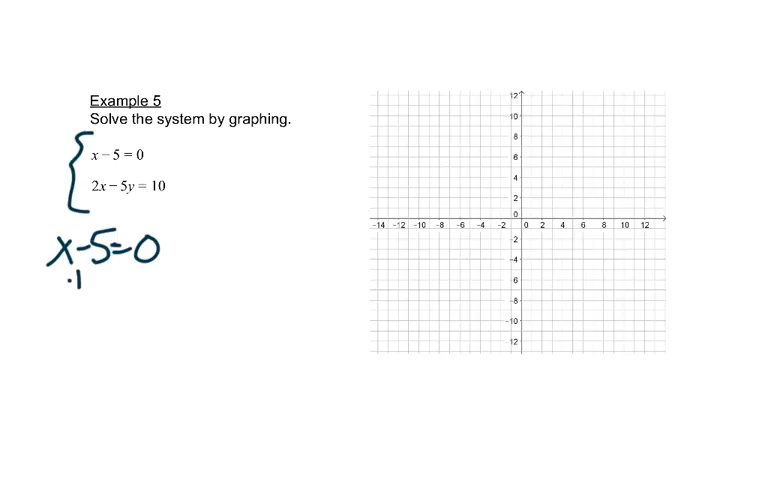 Example 5
Solve the system by graphing.
x − 5 = 0
2x − 5y = 10
x-5=0
·1
12
10
8
6
4
2
0
-14 -12 -10 -8 -6 -4 -2 0 2 4 6 8 10 12
2
-4
6
-8
-10
12